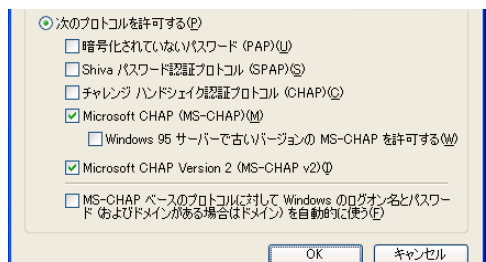 次のプロトコルを許可する(P)
暗号化されていないパスワード (PAP)(U)
Shiva パスワード認証プロトコル (SPAP)(S)
チャレンジ ハンドシェイク認証プロトコル (CHAP)(C)
Microsoft CHAP (MS-CHAP)(M)
Windows 95 サーバーで古いバージョンの MS-CHAP を許可する(W)
Microsoft CHAP Version 2 (MS-CHAP v2)(I)
MS-CHAP ベースのプロトコルに対して Windows のログオン名とパスワー
ド (およびドメインがある場合はドメイン) を自動的に使う(F)
OK
キャンセル